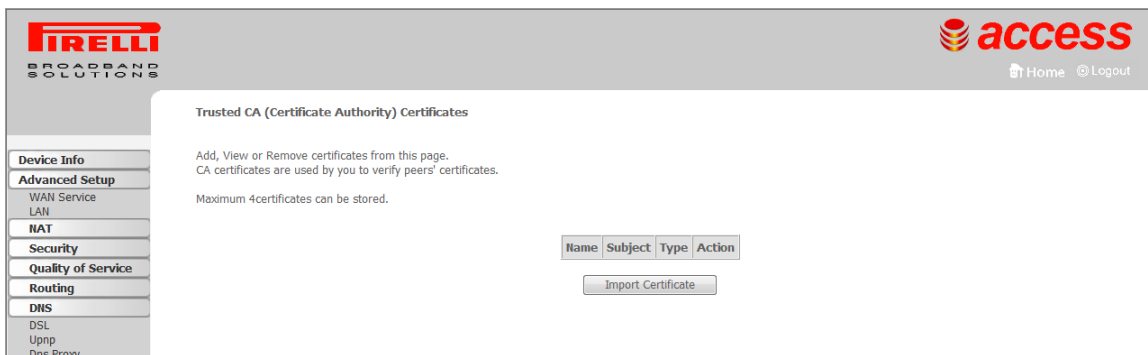 PIRELLI
BROADBAND
SOLUTIONS
access
Home Logout
Trusted CA (Certificate Authority) Certificates
Add, View or Remove certificates from this page.
CA certificates are used by you to verify peers' certificates.
Maximum 4certificates can be stored.
Name Subject Type Action
Import Certificate
Device Info
Advanced Setup
WAN Service
LAN
NAT
Security
Quality of Service
Routing
DNS
DSL
Upnp
Dns Proxy